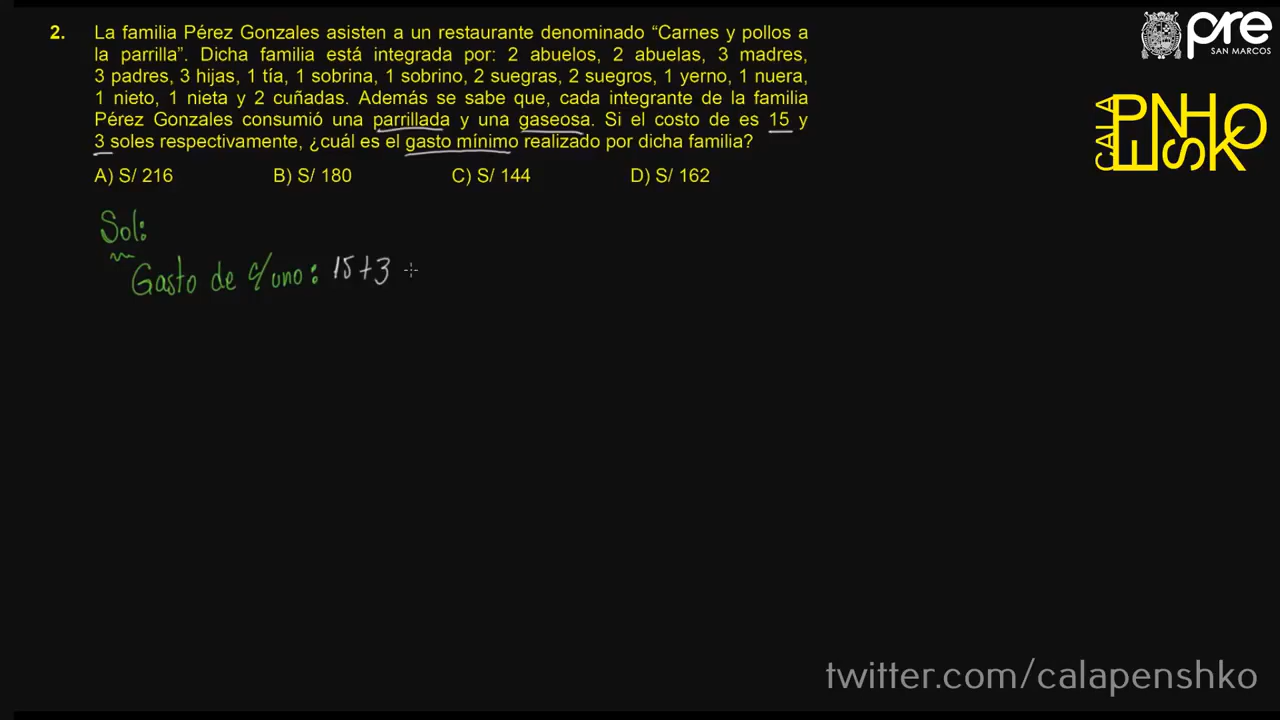 2. La familia Pérez Gonzales asisten a un restaurante denominado “Carnes y pollos a
la parrilla”. Dicha familia está integrada por: 2 abuelos, 2 abuelas, 3 madres,
3 padres, 3 hijas, 1 tía, 1 sobrina, 1 sobrino, 2 suegras, 2 suegros, 1 yerno, 1 nuera,
1 nieto, 1 nieta y 2 cuñadas. Además se sabe que, cada integrante de la familia
Pérez Gonzales consumió una parrillada y una gaseosa. Si el costo de es 15 y
3 soles respectivamente, ¿cuál es el gasto mínimo realizado por dicha familia?
A) S/ 216 B) S/ 180 C) S/ 144 D) S/ 162
Sol:
Gasto de c/uno: 15+3
pre
SAN MARCOS
CALA
PENSHKO
twitter.com/calapenshko